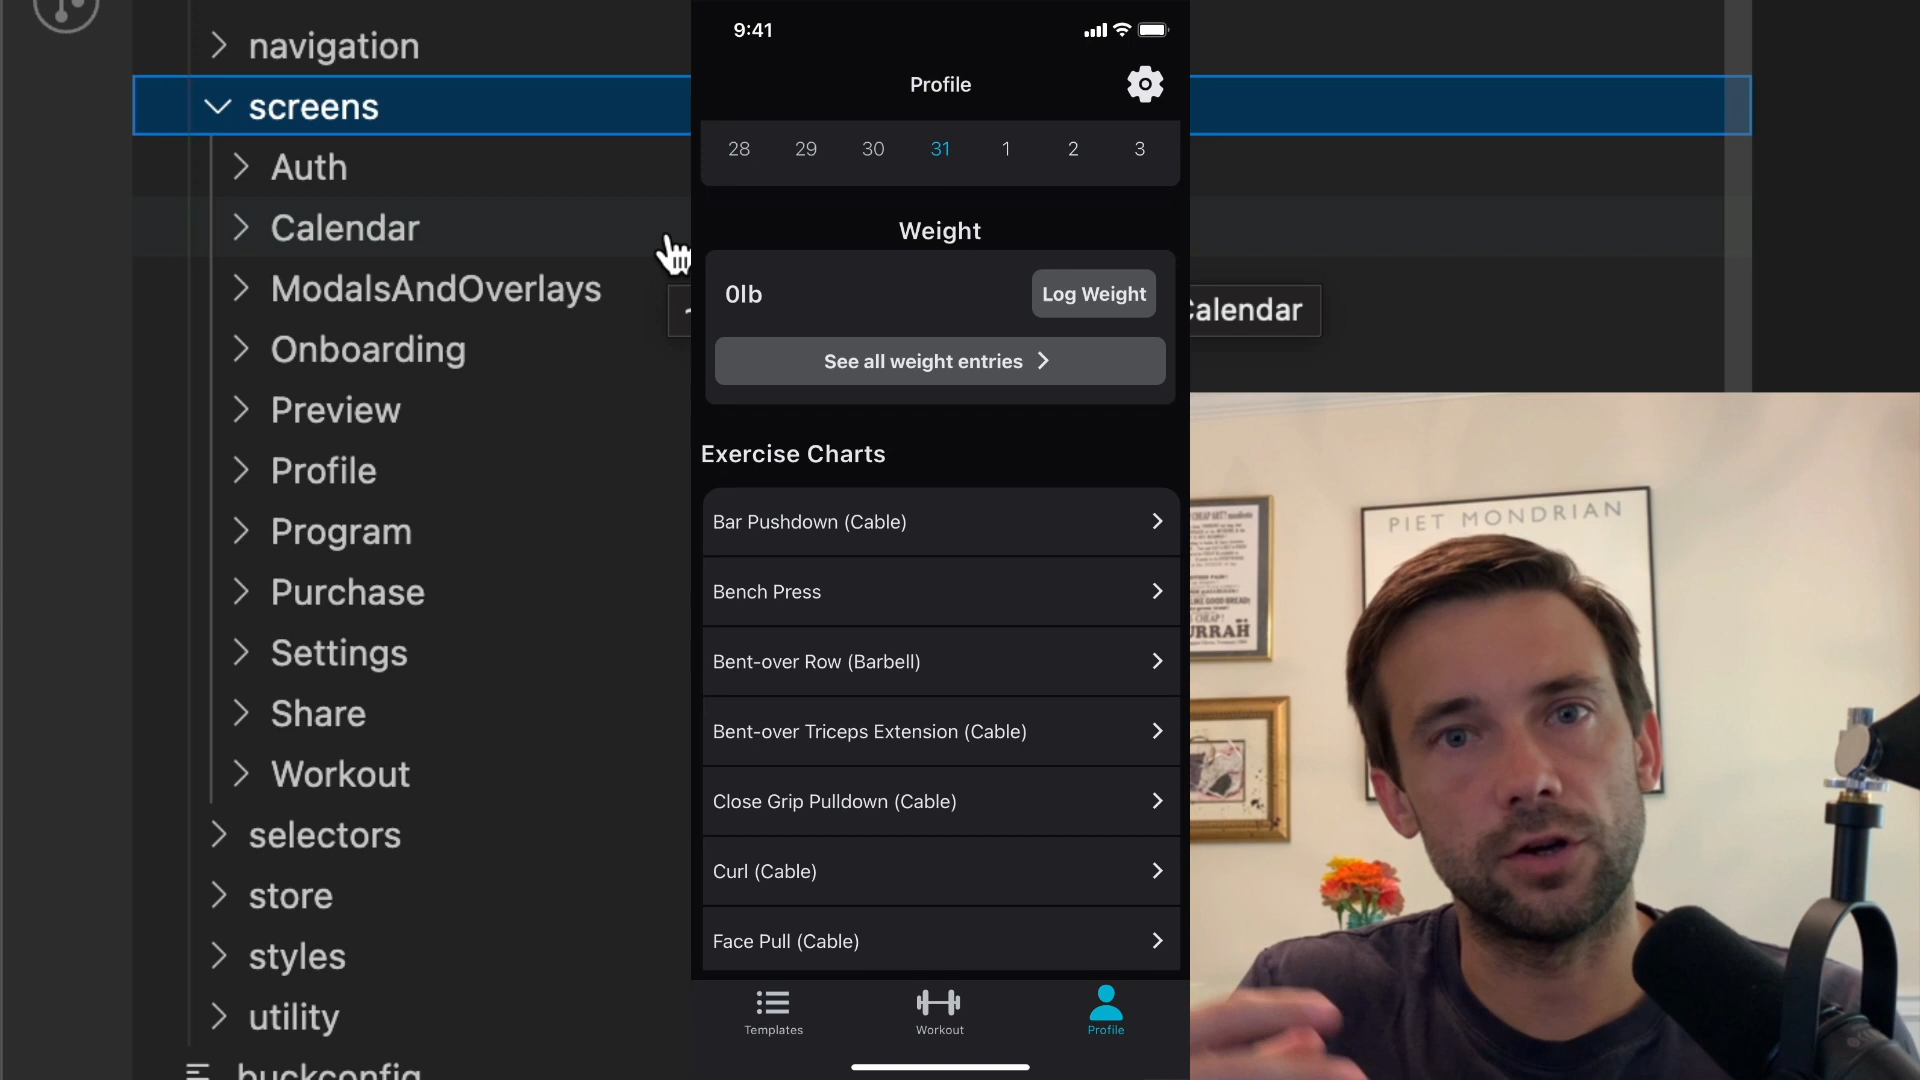 navigation
screens
Auth
Calendar
ModalsAndOverlays
Onboarding
Preview
Profile
Program
Purchase
Settings
Share
Workout
selectors
store
styles
utility
buckconfig
9:41
Profile
28 29 30 31 1 2 3
Weight
0lb
Log Weight
See all weight entries
Exercise Charts
Bar Pushdown (Cable)
Bench Press
Bent-over Row (Barbell)
Bent-over Triceps Extension (Cable)
Close Grip Pulldown (Cable)
Curl (Cable)
Face Pull (Cable)
Templates
Workout
Profile
Calendar
PIET MONDRIAN